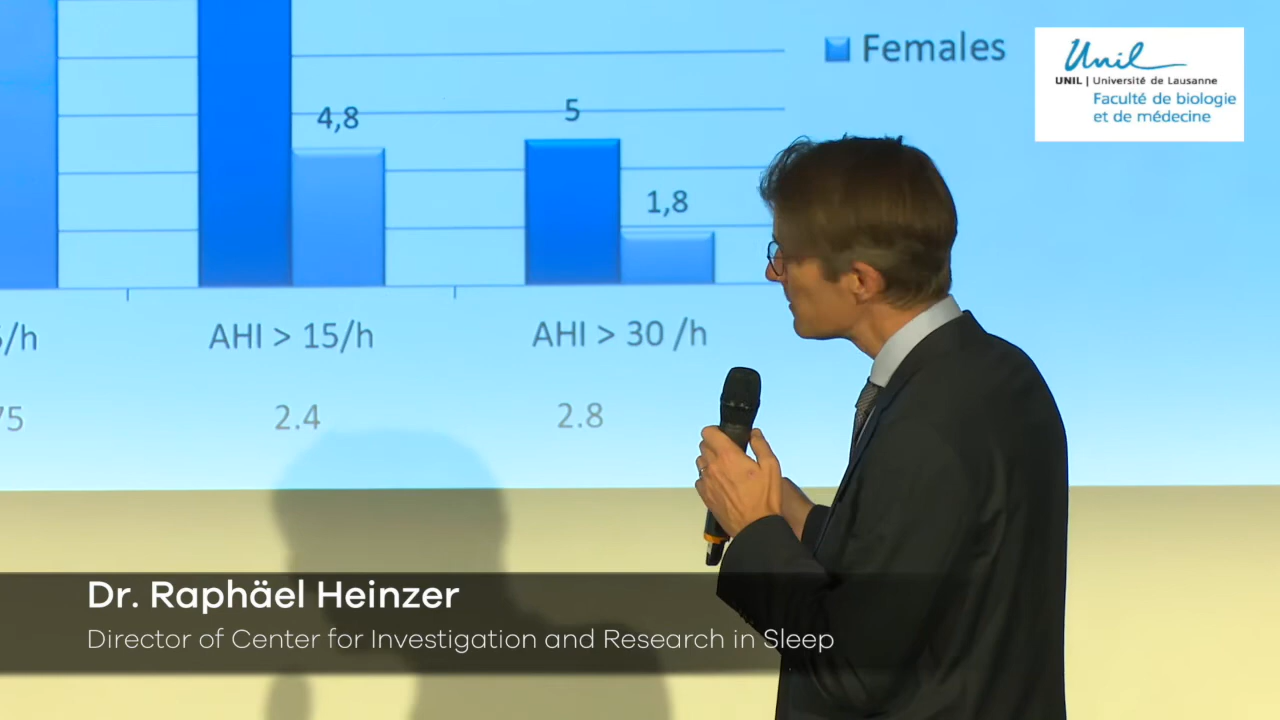 Females
Unil
UNIL | Université de Lausanne
Faculté de biologie
et de médecine
4,8
5
1,8
/h
AHI > 15/h
AHI > 30 /h
75
2.4
2.8
Dr. Raphäel Heinzer
Director of Center for Investigation and Research in Sleep